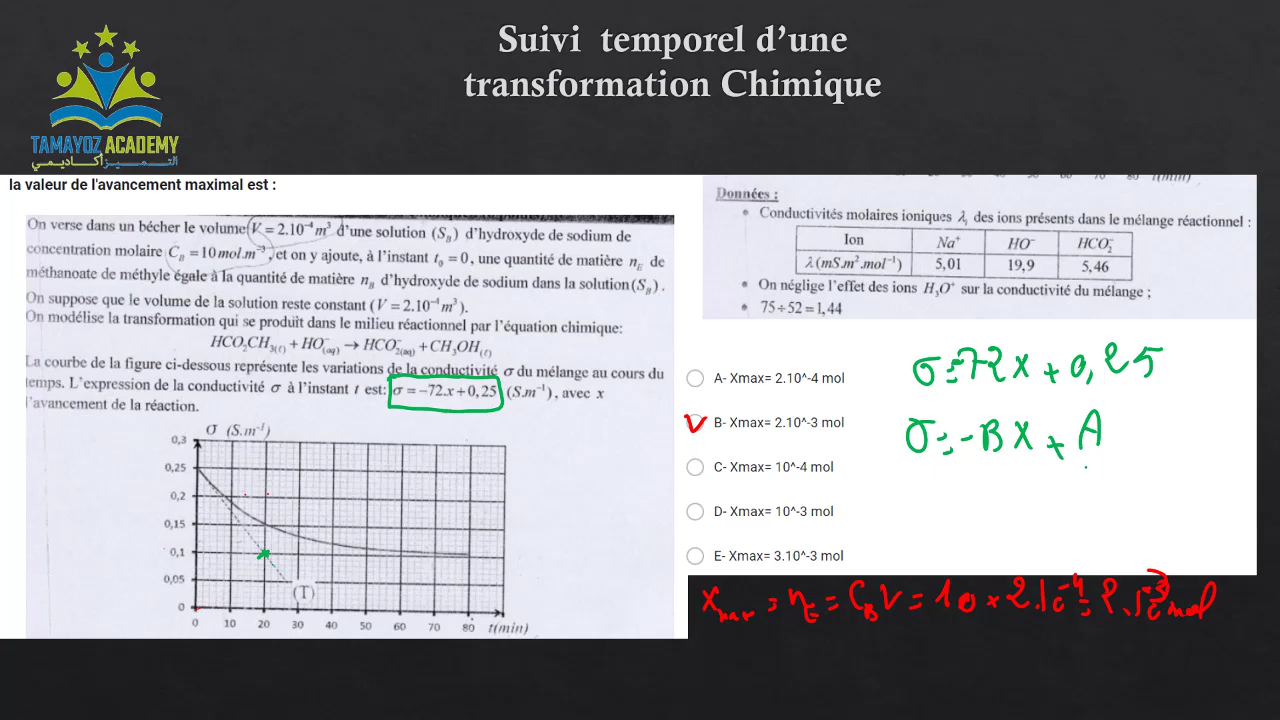 Suivi temporel d’une
transformation Chimique
TAMAYOZ ACADEMY
التـمـيـز أكـاديـمي
la valeur de l'avancement maximal est :
On verse dans un bécher le volume V = 2.10⁻⁴ m³ d'une solution (S_B) d'hydroxyde de sodium de
concentration molaire C_B = 10 mol.m⁻³, et on y ajoute, à l'instant t₀ = 0, une quantité de matière n_E de
méthanoate de méthyle égale à la quantité de matière n_B d'hydroxyde de sodium dans la solution (S_B).
On suppose que le volume de la solution reste constant (V = 2.10⁻⁴ m³).
On modélise la transformation qui se produit dans le milieu réactionnel par l'équation chimique:
HCO₂CH₃(ℓ) + HO⁻(aq) → HCO₂⁻(aq) + CH₃OH(ℓ)
La courbe de la figure ci-dessous représente les variations de la conductivité σ du mélange au cours du
temps. L'expression de la conductivité σ à l'instant t est: σ = −72.x + 0,25 (S.m⁻¹), avec x
l'avancement de la réaction.
σ (S.m⁻¹)
0,3
0,25
0,2
0,15
0,1
0,05
0
(T)
0 10 20 30 40 50 60 70 80 t(min)
70 80 t(min)
Données :
• Conductivités molaires ioniques λᵢ des ions présents dans le mélange réactionnel :
Ion Na⁺ HO⁻ HCO₂⁻
λ (mS.m².mol⁻¹) 5,01 19,9 5,46
• On néglige l'effet des ions H₃O⁺ sur la conductivité du mélange ;
• 75 ÷ 52 = 1,44
σ = -72x + 0,25
σ = -Bx + A
A- Xmax= 2.10^-4 mol
B- Xmax= 2.10^-3 mol
C- Xmax= 10^-4 mol
D- Xmax= 10^-3 mol
E- Xmax= 3.10^-3 mol
x_max = n_E = C_B V = 10 × 2.10⁻⁴ = 2.10⁻³ mol